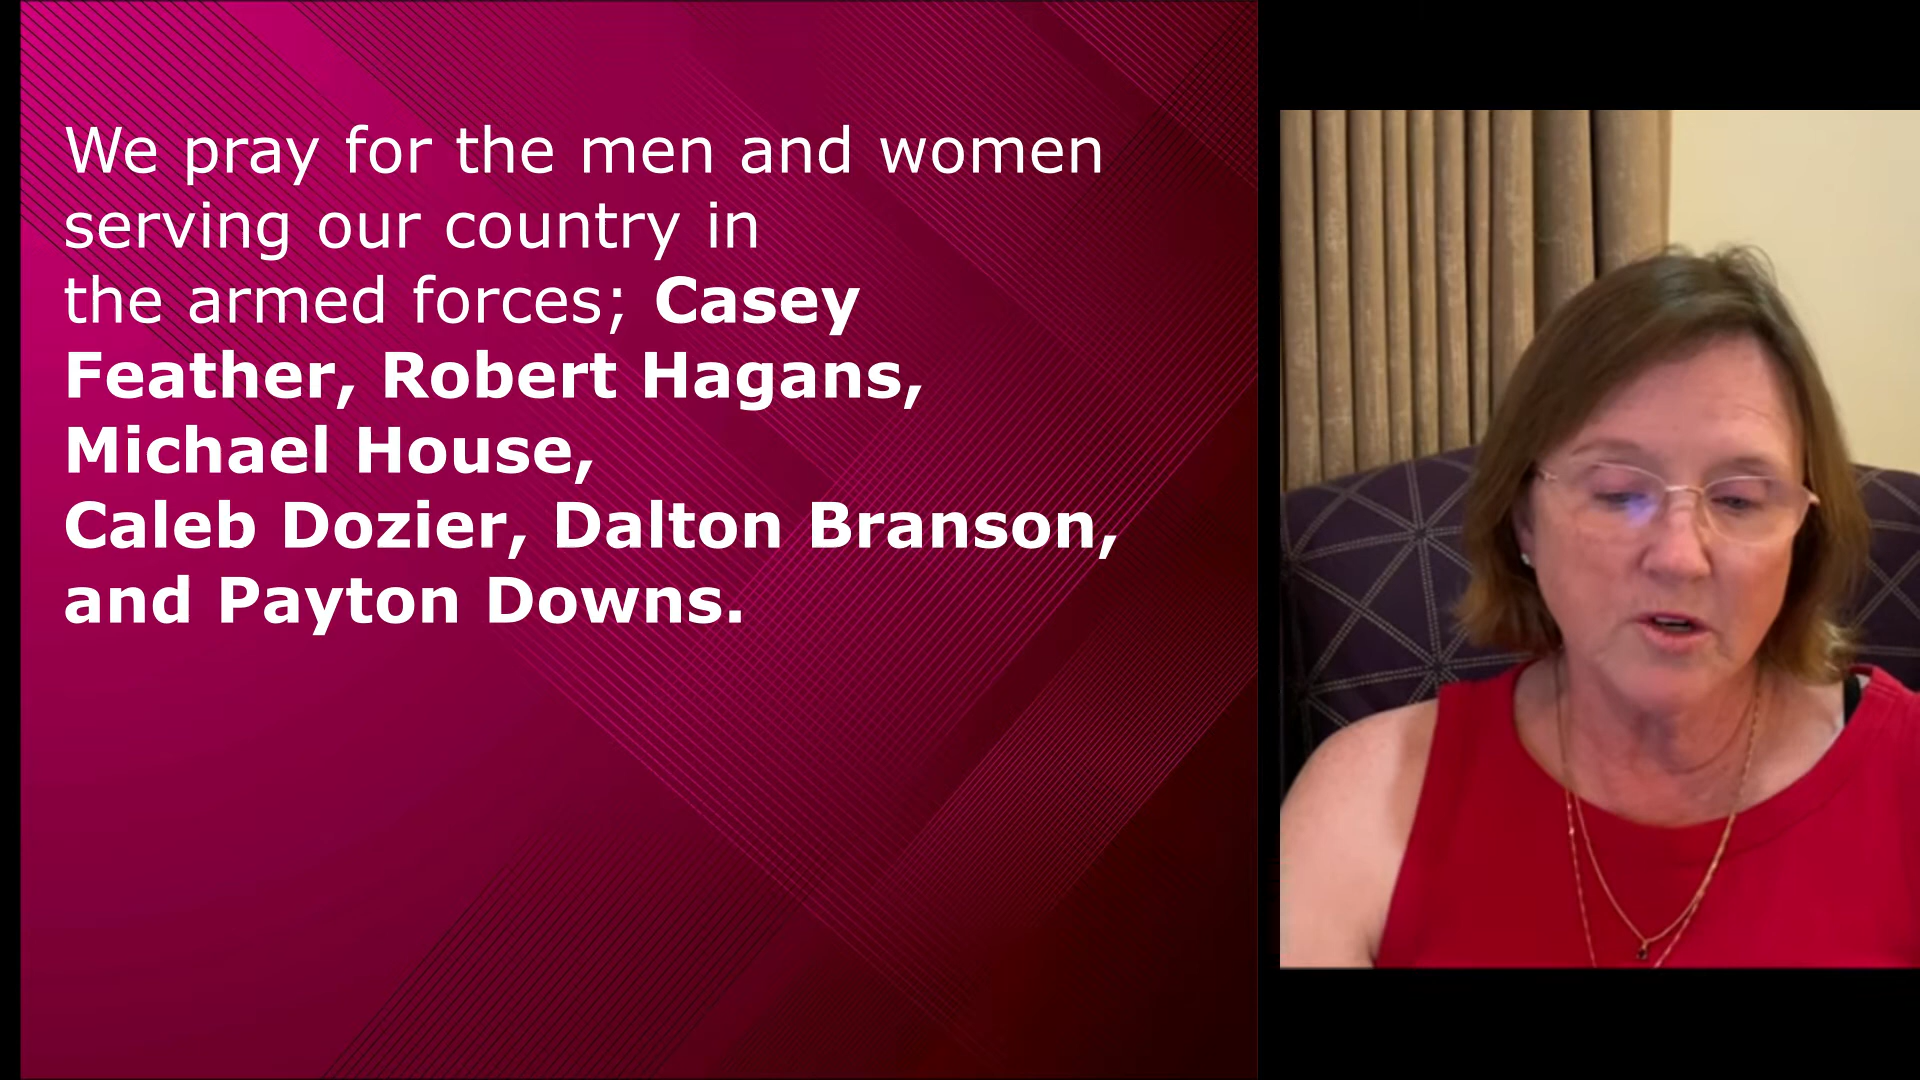 We pray for the men and women
serving our country in
the armed forces; Casey
Feather, Robert Hagans,
Michael House,
Caleb Dozier, Dalton Branson,
and Payton Downs.